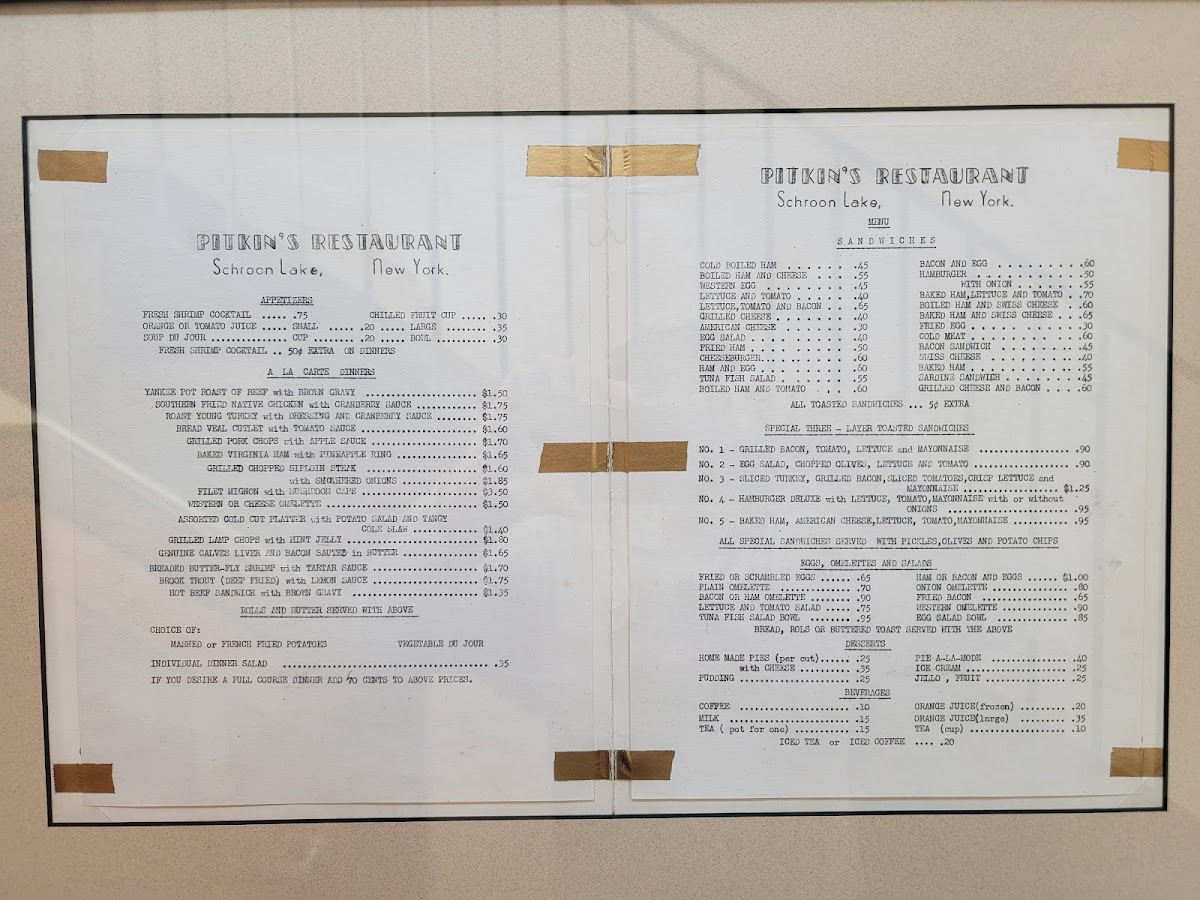 PITKIN'S RESTAURANT
Schroon Lake, New York.
APPETIZERS
FRESH SHRIMP COCKTAIL ..... .75 CHILLED FRUIT CUP ..... .30
ORANGE OR TOMATO JUICE ..... SMALL ...... .20 ..... LARGE ....... .35
SOUP DU JOUR .............. CUP ........ .20 ..... BOWL ........ .30
FRESH SHRIMP COCKTAIL .. 50¢ EXTRA ON DINNERS
A LA CARTE DINNERS
YANKEE POT ROAST OF BEEF with BROWN GRAVY .................... $1.50
SOUTHERN FRIED NATIVE CHICKEN with CRANBERRY SAUCE ........... $1.75
ROAST YOUNG TURKEY with DRESSING AND CRANBERRY SAUCE ....... $1.75
BREAD VEAL CUTLET with TOMATO SAUCE .................... $1.60
GRILLED PORK CHOPS with APPLE SAUCE .................. $1.70
BAKED VIRGINIA HAM with PINEAPPLE RING .............. $1.65
GRILLED CHOPPED SIRLOIN STEAK .................... $1.60
with SMOTHERED ONIONS .............. $1.85
FILET MIGNON with MUSHROOM CAPS .................... $3.50
WESTERN OR CHEESE OMELETTE .................... $1.50
ASSORTED COLD CUT PLATTER with POTATO SALAD AND TANGY
COLE SLAW ........... $1.40
GRILLED LAMP CHOPS with MINT JELLY .................... $1.80
GENUINE CALVES LIVER AND BACON SAUTED in BUTTER ............. $1.65
BREADED BUTTER-FLY SHRIMP with TARTAR SAUCE .................. $1.70
BROOK TROUT (DEEP FRIED) with LEMON SAUCE .................. $1.75
HOT BEEF SANDWICH with BROWN GRAVY .................... $1.35
ROLLS AND BUTTER SERVED WITH ABOVE
CHOICE OF:
MASHED or FRENCH FRIED POTATOES VEGETABLE DU JOUR
INDIVIDUAL DINNER SALAD .................................... .35
IF YOU DESIRE A FULL COURSE DINNER ADD 70 CENTS TO ABOVE PRICES.
PITKIN'S RESTAURANT
Schroon Lake, New York.
MENU
SANDWICHES
COLD BOILED HAM . . . . . . .45 BACON AND EGG . . . . . . . . .60
BOILED HAM AND CHEESE . . . .55 HAMBURGER . . . . . . . . . . .50
WESTERN EGG . . . . . . . .45 WITH ONION . . . . . . .55
LETTUCE AND TOMATO . . . . .40 BAKED HAM,LETTUCE AND TOMATO . .70
LETTUCE,TOMATO AND BACON . . .65 BOILED HAM AND SWISS CHEESE . .60
GRILLED CHEESE . . . . . . .40 BAKED HAM AND SWISS CHEESE . . .65
AMERICAN CHEESE . . . . . . .30 FRIED EGG . . . . . . . . . . .30
EGG SALAD . . . . . . . . .40 COLD MEAT . . . . . . . . . . .60
FRIED HAM . . . . . . . . .50 BACON SANDWICH . . . . . . . .45
CHEESEBURGER. . . . . . . . .60 SWISS CHEESE . . . . . . . . .40
HAM AND EGG . . . . . . . .60 BAKED HAM . . . . . . . . . . .55
TUNA FISH SALAD . . . . . . .55 SARDINE SANDWICH . . . . . . .45
BOILED HAM AND TOMATO . . . .60 GRILLED CHEESE AND BACON . . . .60
ALL TOASTED SANDWICHES ... 5¢ EXTRA
SPECIAL THREE - LAYER TOASTED SANDWICHES
NO. 1 - GRILLED BACON, TOMATO, LETTUCE and MAYONNAISE .................. .90
NO. 2 - EGG SALAD, CHOPPED OLIVES, LETTUCE AND TOMATO .................. .90
NO. 3 - SLICED TURKEY, GRILLED BACON,SLICED TOMATOES,CRISP LETTUCE and
MAYONNAISE .................. $1.25
NO. 4 - HAMBURGER DELUXE with LETTUCE, TOMATO,MAYONNAISE with or without
ONIONS ........................ .95
NO. 5 - BAKED HAM, AMERICAN CHEESE,LETTUCE, TOMATO,MAYONNAISE ........... .95
ALL SPECIAL SANDWICHES SERVED WITH PICKLES,OLIVES AND POTATO CHIPS
EGGS, OMELETTES AND SALADS
FRIED OR SCRAMBLED EGGS ...... .65 HAM OR BACON AND EGGS ...... $1.00
PLAIN OMELETTE .............. .70 ONION OMELETTE .............. .80
BACON OR HAM OMELETTE ........ .90 FRIED BACON ................ .65
LETTUCE AND TOMATO SALAD ..... .75 WESTERN OMELETTE ............ .90
TUNA FISH SALAD BOWL ........ .95 EGG SALAD BOWL .............. .85
BREAD, ROLS OR BUTTERED TOAST SERVED WITH THE ABOVE
DESSERTS
HOME MADE PIES (per cut)...... .25 PIE A-LA-MODE .............. .40
with CHEESE ........ .35 ICE CREAM .................. .25
PUDDING .................... .25 JELLO , FRUIT .............. .25
BEVERAGES
COFFEE .................... .10 ORANGE JUICE(frozen) ......... .20
MILK ...................... .15 ORANGE JUICE(large) ......... .35
TEA ( pot for one) ........... .15 TEA (cup) .................. .10
ICED TEA or ICED COFFEE .... .20